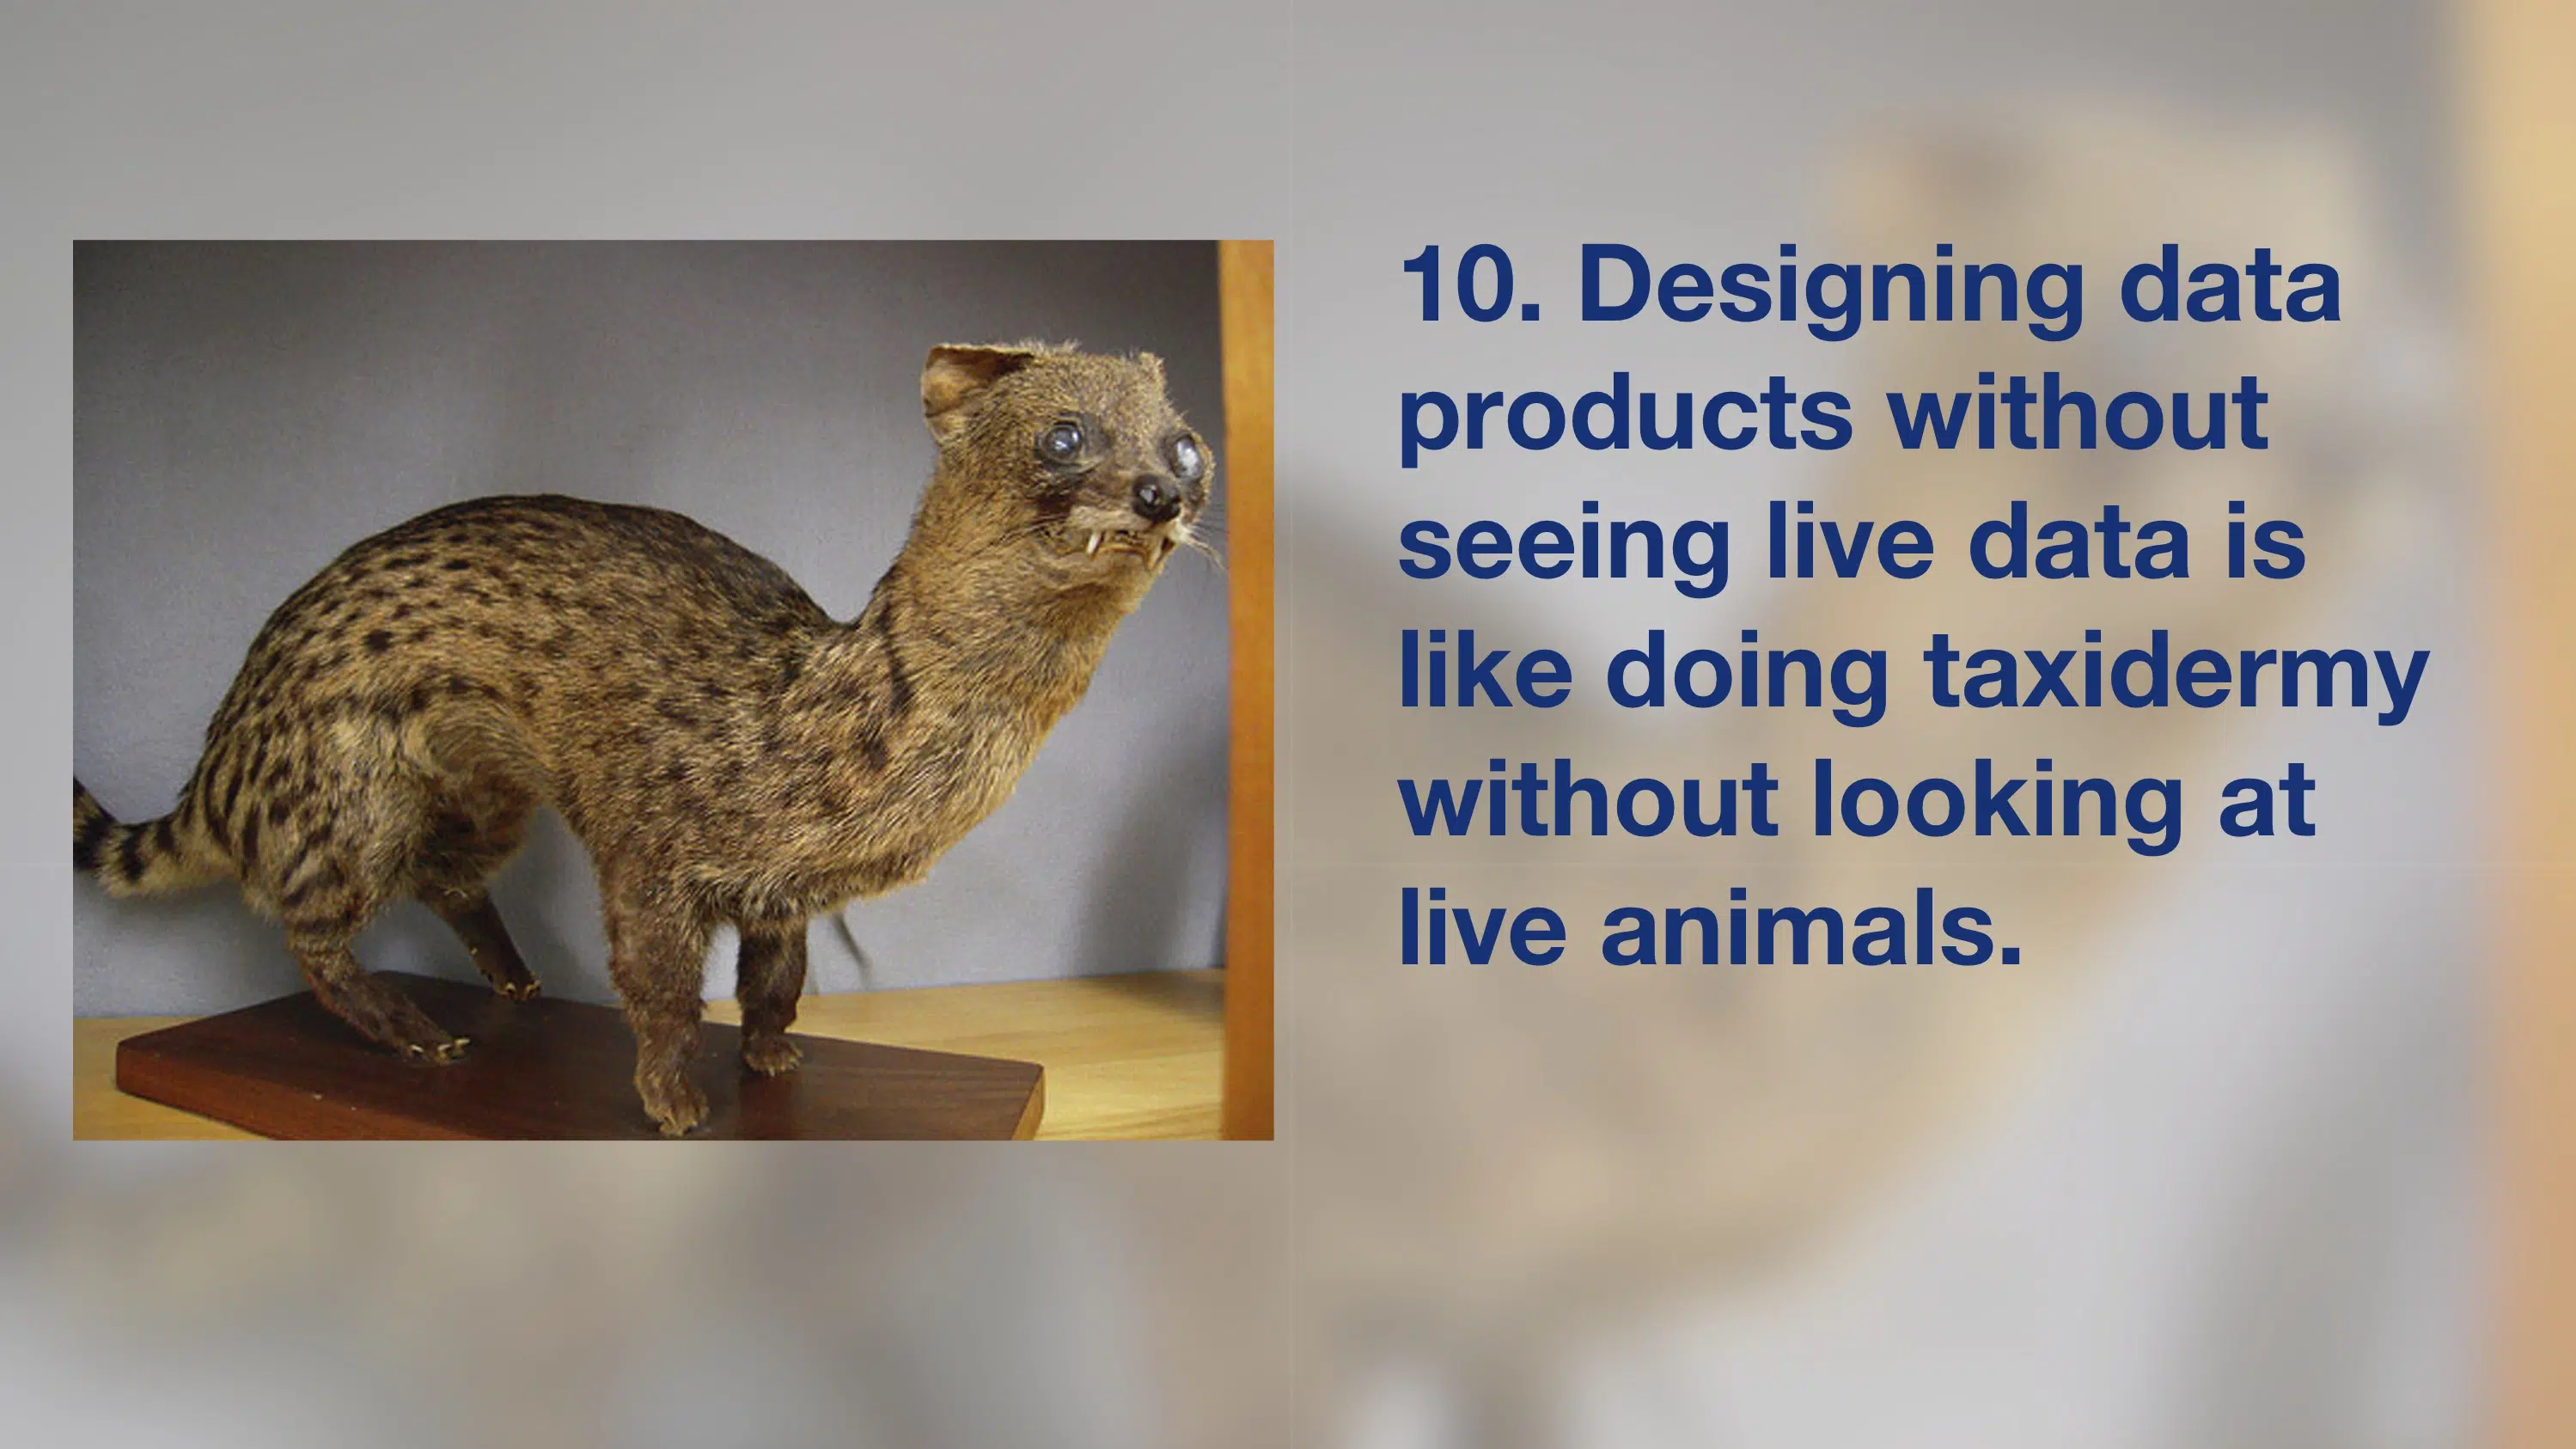 10. Designing data
products without
seeing live data is
like doing taxidermy
without looking at
live animals.